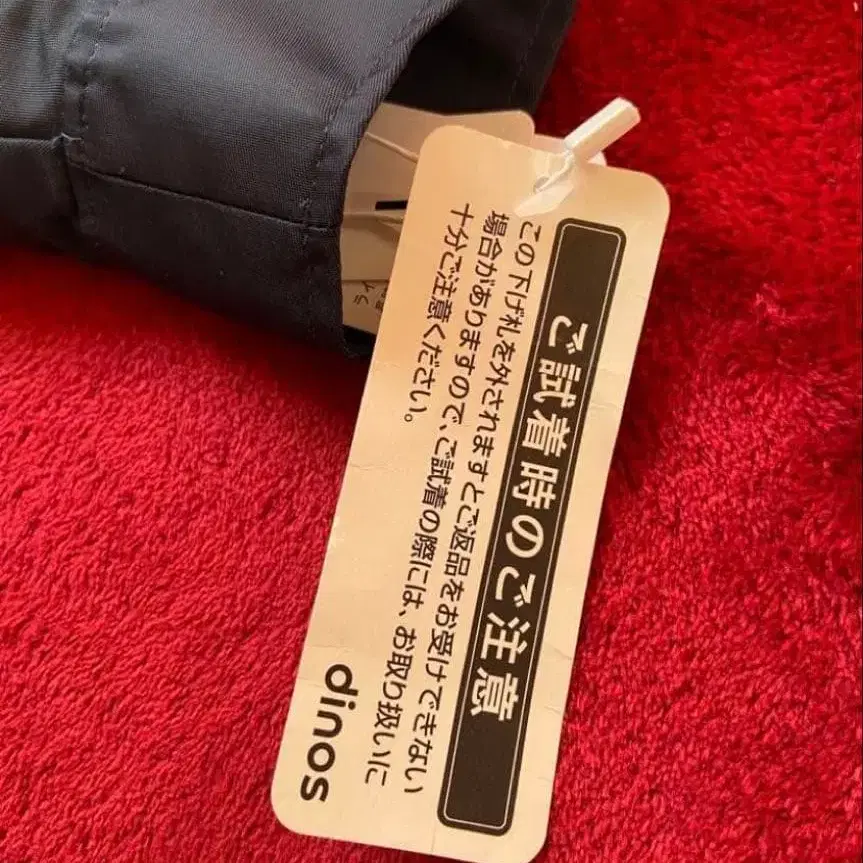 ご試着時のご注意
この下げ札を外されますとご返品をお受けできない
場合がありますので、ご試着の際には、お取り扱いに
十分ご注意ください。
dinos
ライ